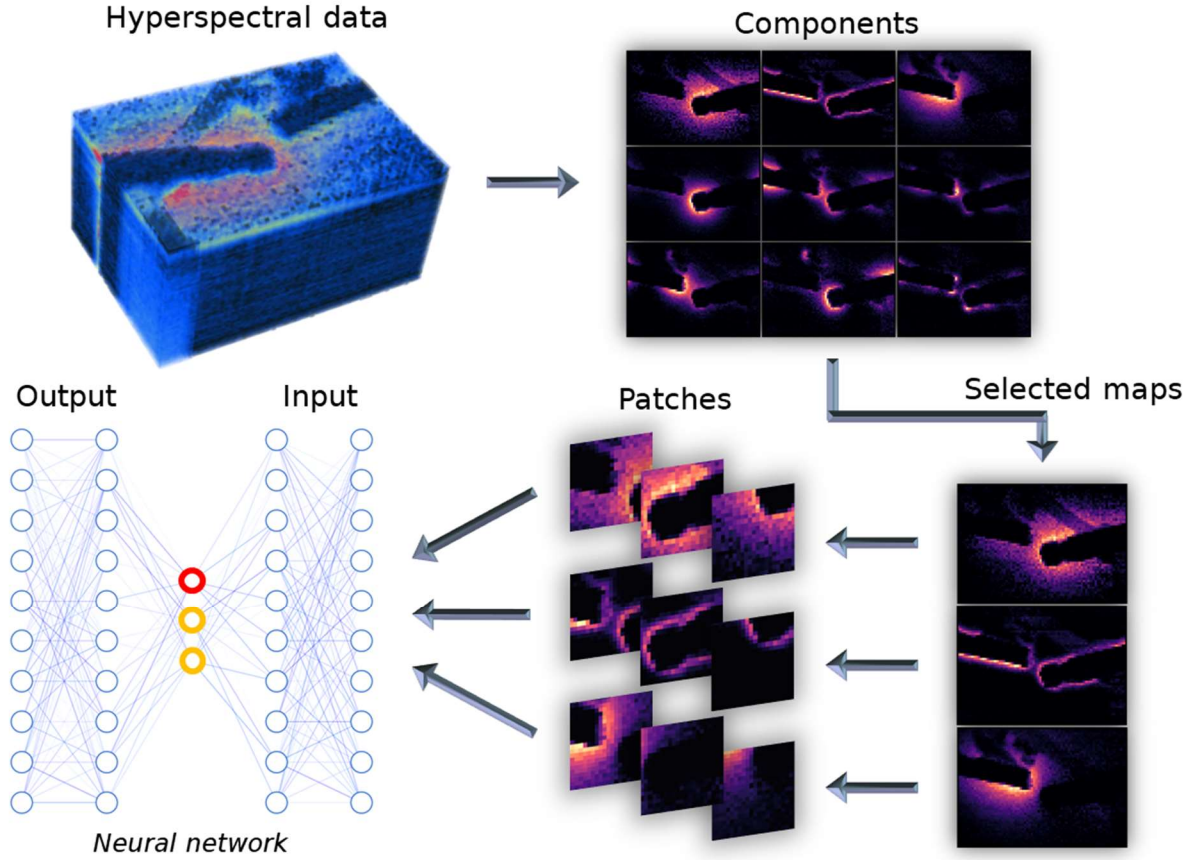 Hyperspectral data
Components
Output
Input
Patches
Selected maps
Neural network